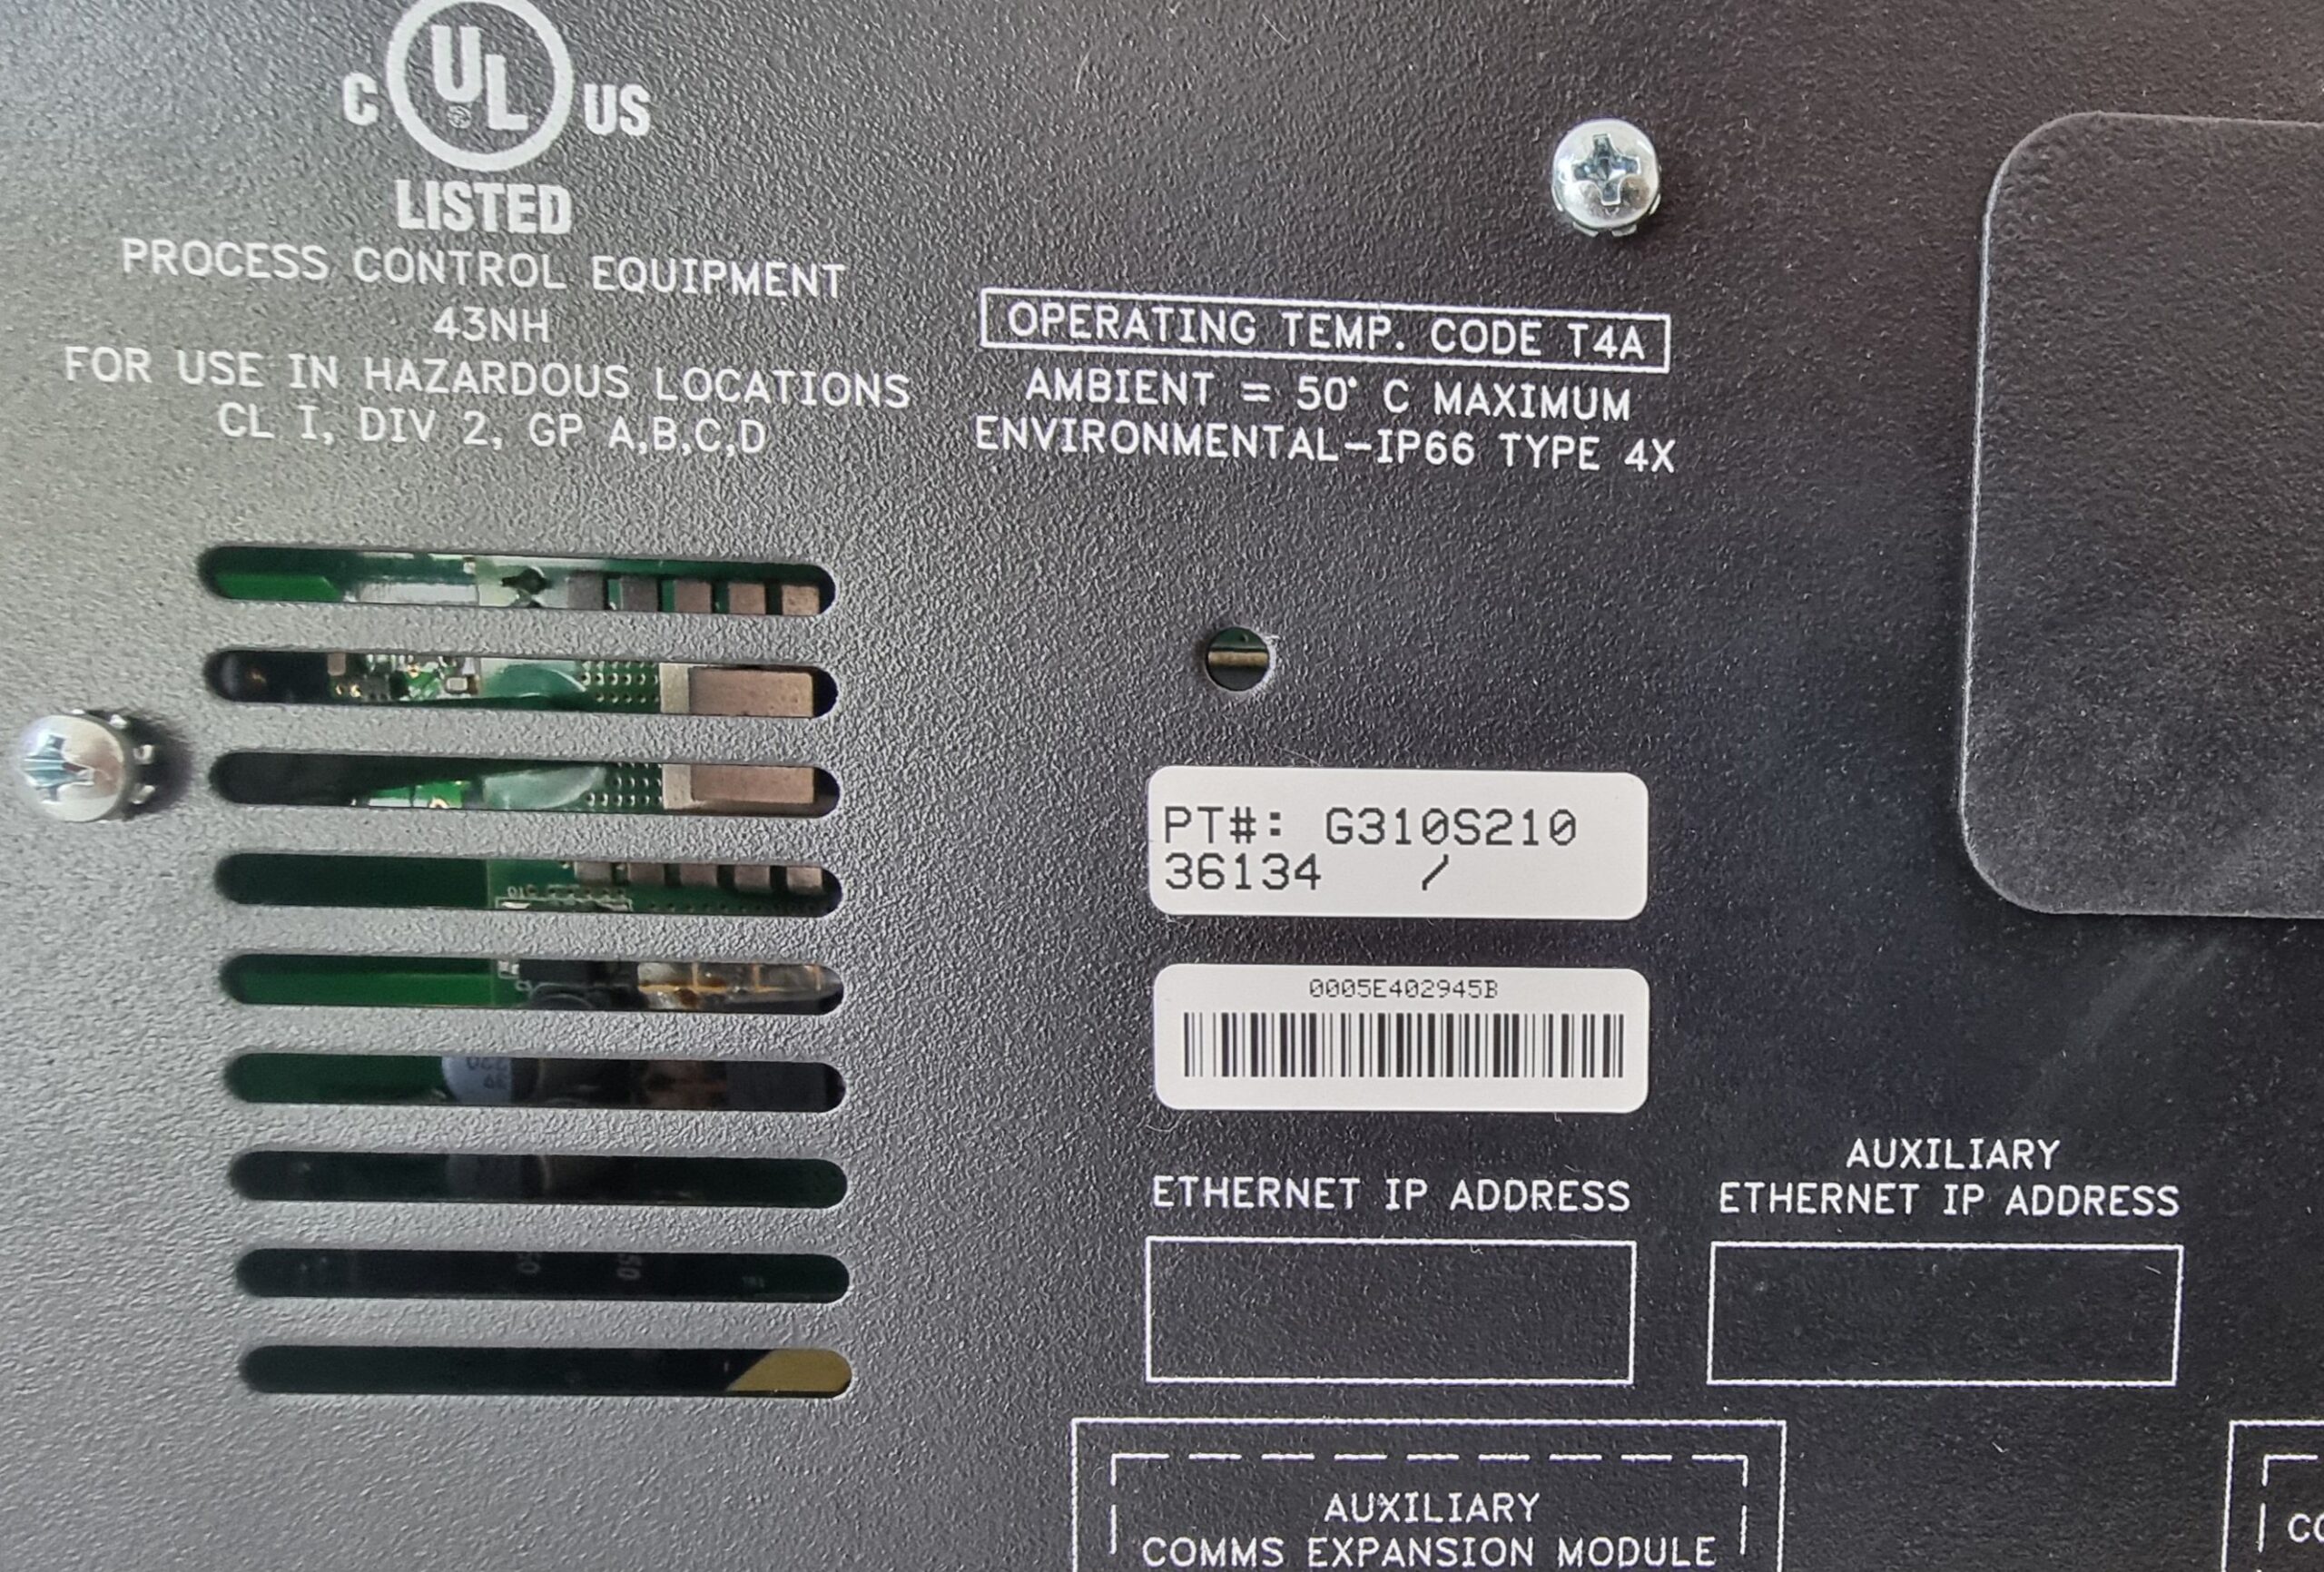 C UL US
LISTED
PROCESS CONTROL EQUIPMENT
43NH
FOR USE IN HAZARDOUS LOCATIONS
CL I, DIV 2, GP A,B,C,D
OPERATING TEMP. CODE T4A
AMBIENT = 50° C MAXIMUM
ENVIRONMENTAL-IP66 TYPE 4X
PT#: G310S210
36134 /
0005E402945B
ETHERNET IP ADDRESS
AUXILIARY
ETHERNET IP ADDRESS
AUXILIARY
COMMS EXPANSION MODULE